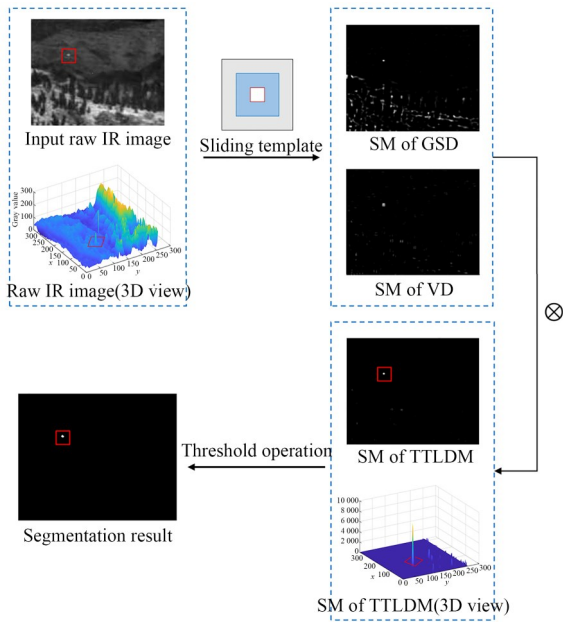 Input raw IR image
Sliding template
SM of GSD
Gray value
300
200
100
0
300
250
200
150
100
50
0
x
0
50
100
150
200
250
300
y
Raw IR image(3D view)
SM of VD
⊗
SM of TTLDM
Threshold operation
Segmentation result
10 000
8 000
6 000
4 000
2 000
0
300
200
100
0
x
0
50
100
150
200
250
300
y
SM of TTLDM(3D view)